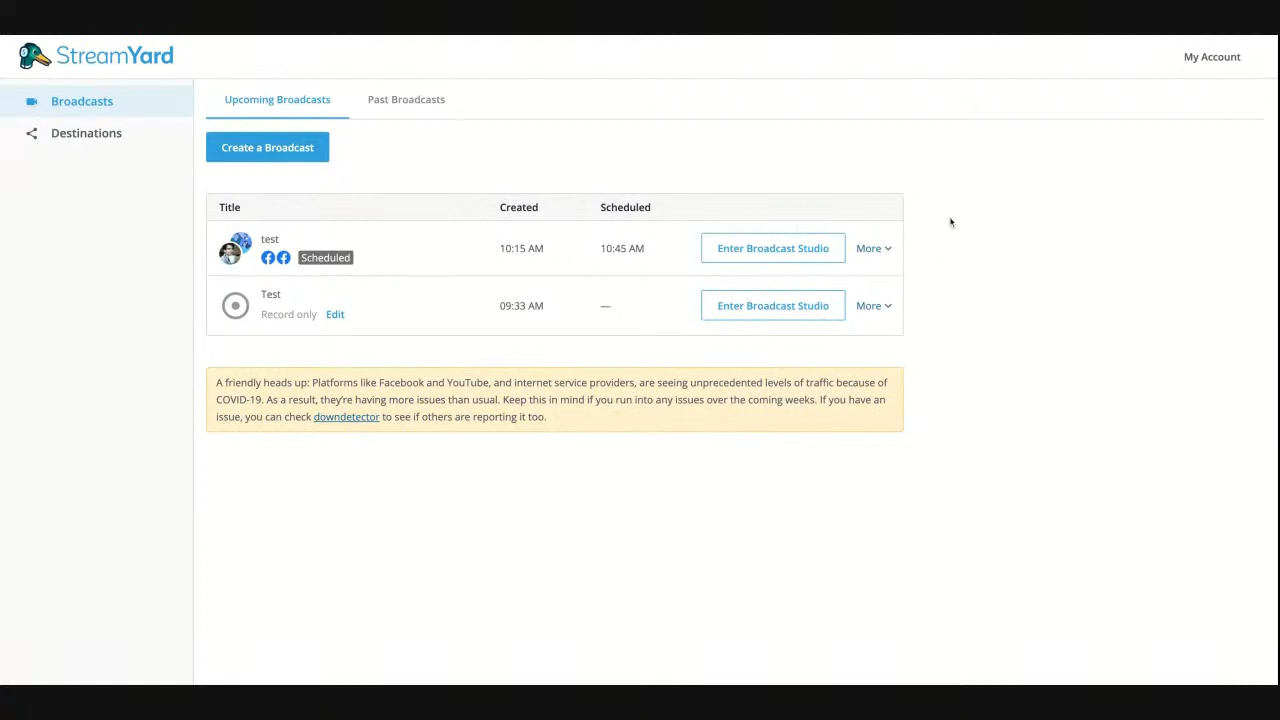 StreamYard
My Account
Broadcasts
Destinations
Upcoming Broadcasts
Past Broadcasts
Create a Broadcast
Title
Created
Scheduled
test
Scheduled
10:15 AM
10:45 AM
Enter Broadcast Studio
More
Test
Record only
Edit
09:33 AM
—
Enter Broadcast Studio
More
A friendly heads up: Platforms like Facebook and YouTube, and internet service providers, are seeing unprecedented levels of traffic because of
COVID-19. As a result, they're having more issues than usual. Keep this in mind if you run into any issues over the coming weeks. If you have an
issue, you can check downdetector to see if others are reporting it too.